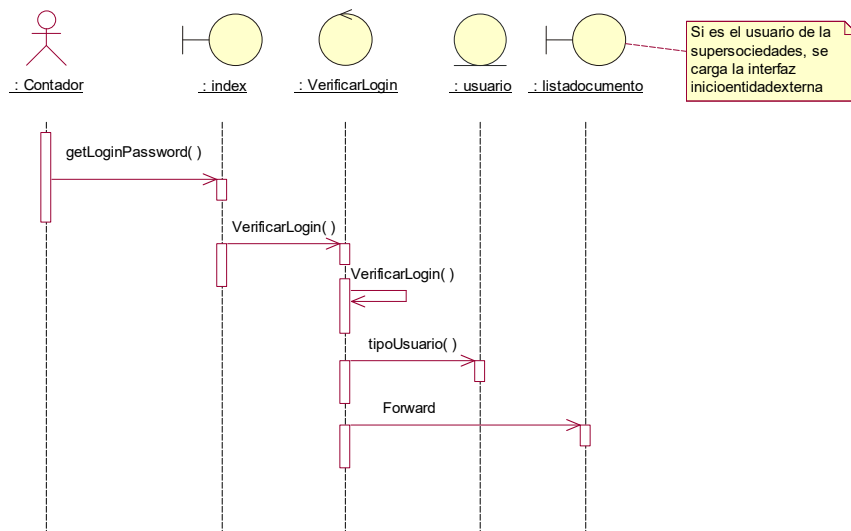 : Contador
: index
: VerificarLogin
: usuario
: listadocumento
Si es el usuario de la
supersociedades, se
carga la interfaz
inicioentidadexterna
getLoginPassword( )
VerificarLogin( )
VerificarLogin( )
tipoUsuario( )
Forward